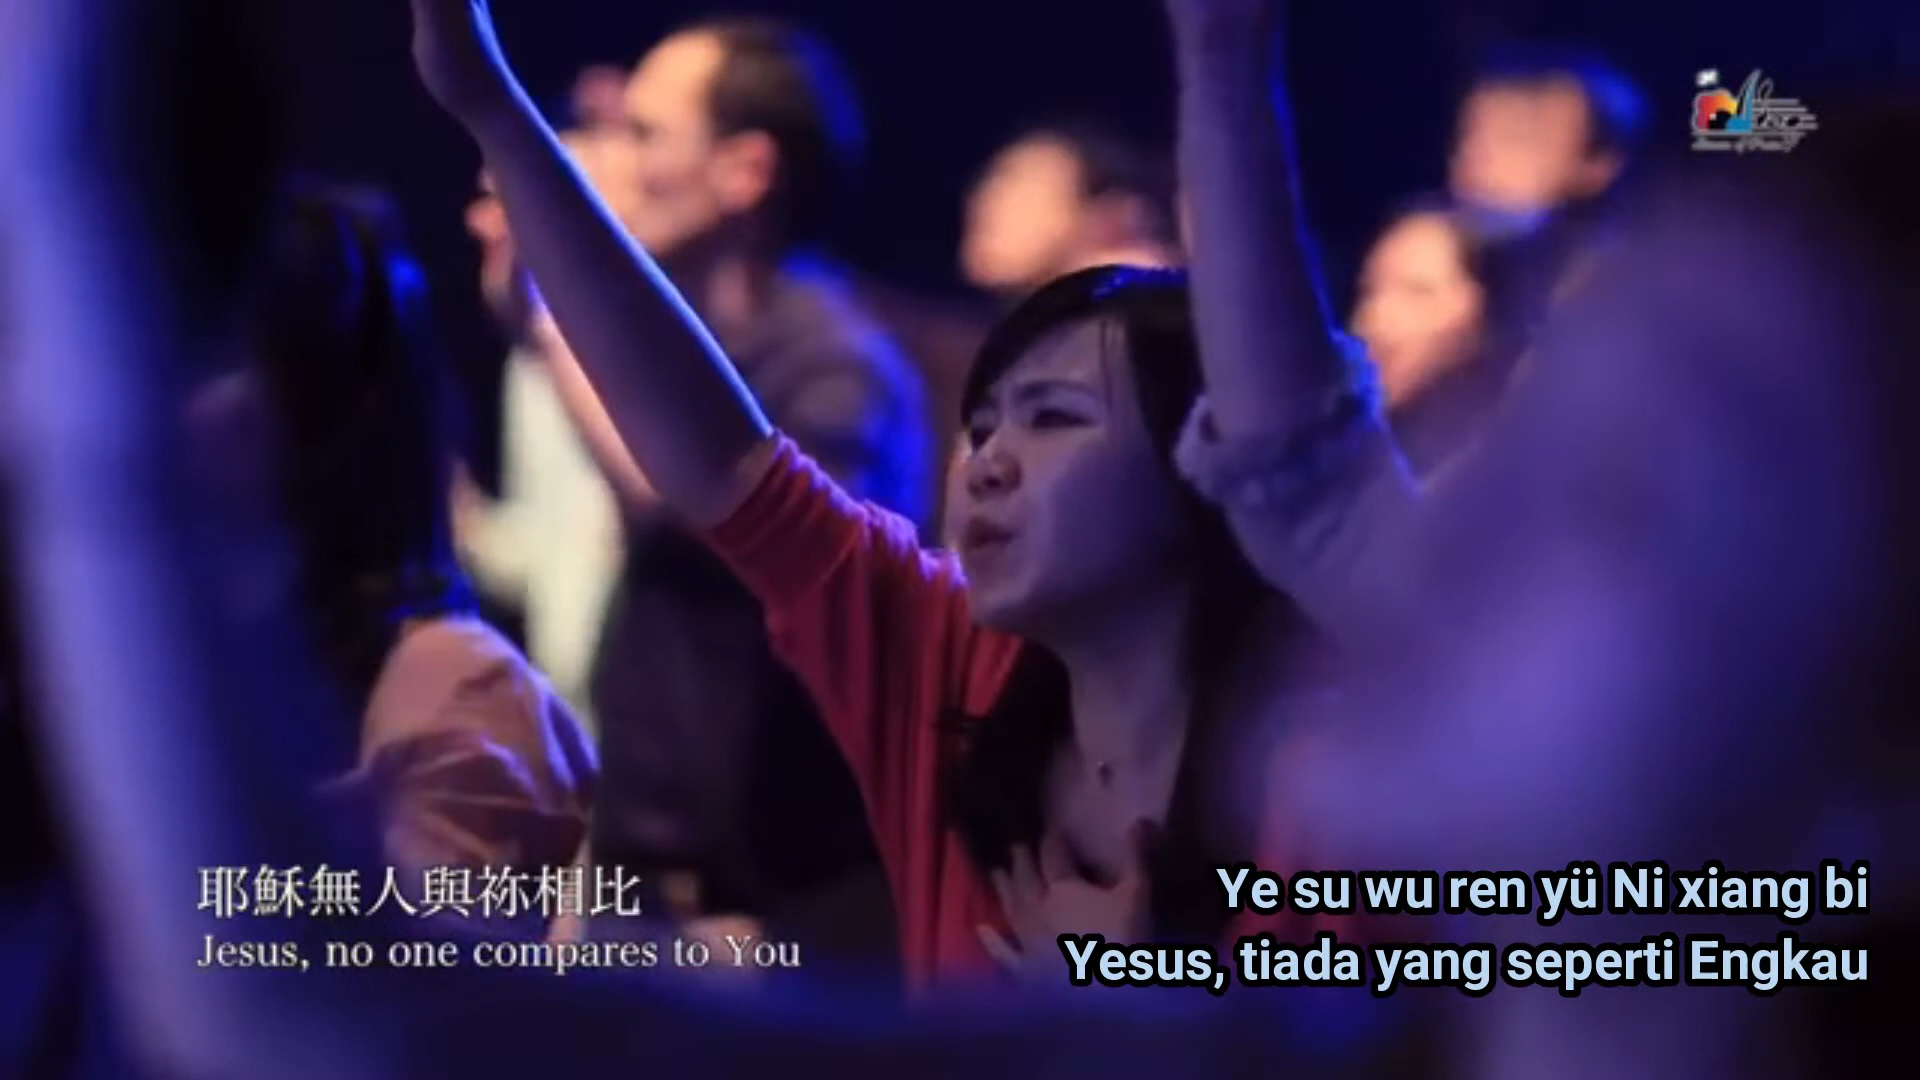 耶穌無人與祢相比
Jesus, no one compares to You
Ye su wu ren yü Ni xiang bi
Yesus, tiada yang seperti Engkau